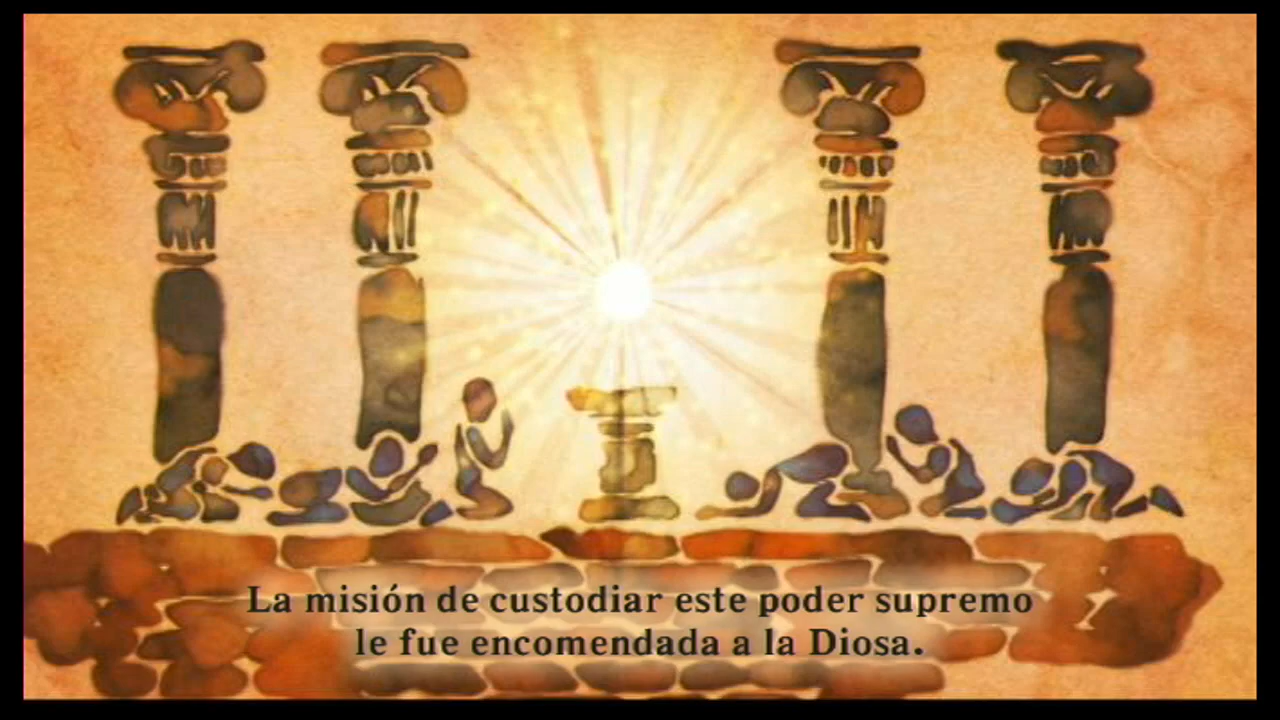 La misión de custodiar este poder supremo
le fue encomendada a la Diosa.